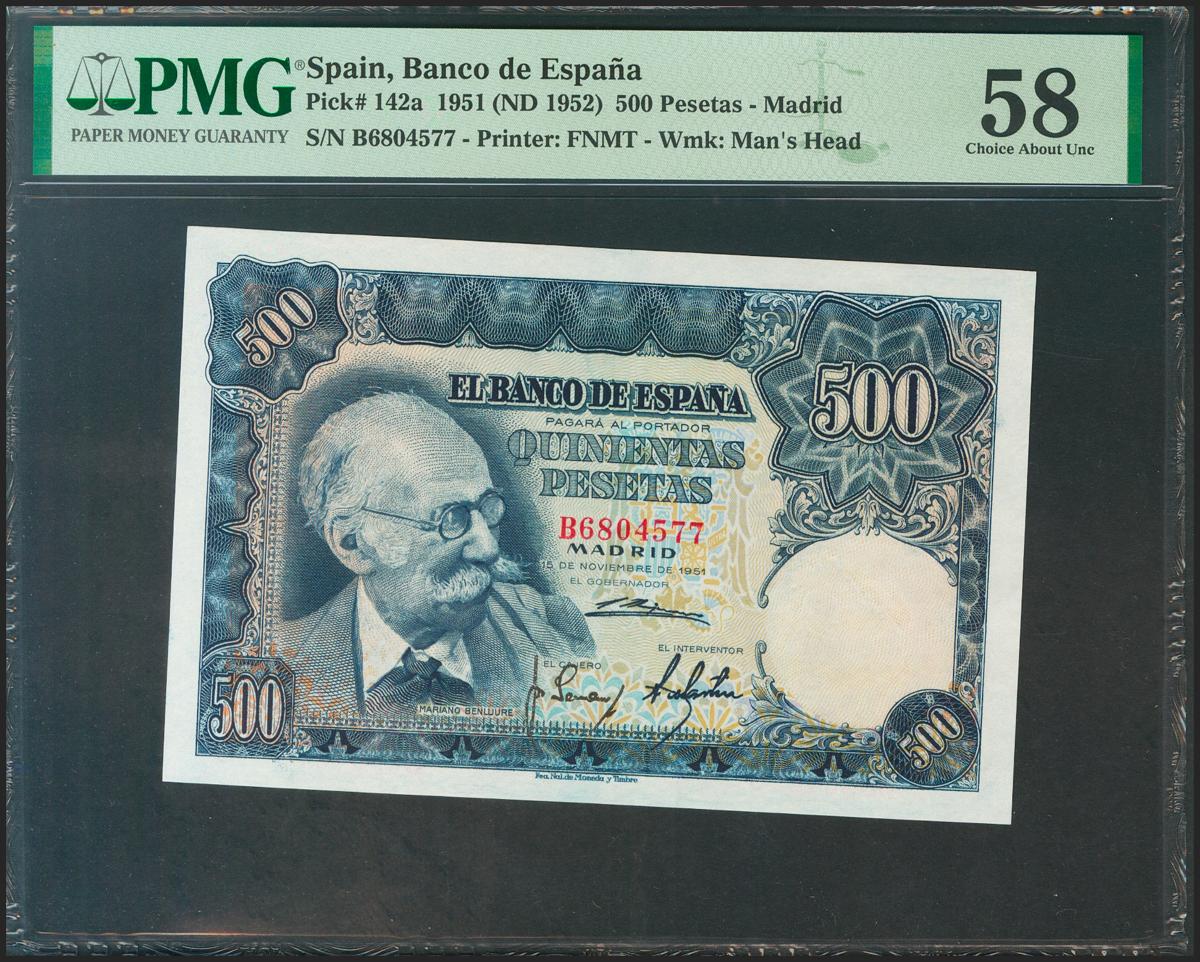 PMG®
PAPER MONEY GUARANTY
Spain, Banco de España
Pick# 142a 1951 (ND 1952) 500 Pesetas - Madrid
S/N B6804577 - Printer: FNMT - Wmk: Man's Head
58
Choice About Unc
500
500
EL BANCO DE ESPAÑA
PAGARÁ AL PORTADOR
QUINIENTAS
PESETAS
B6804577
MADRID
15 DE NOVIEMBRE DE 1951
EL GOBERNADOR
EL INTERVENTOR
EL CAJERO
MARIANO BENLLIURE
500
500
Fca. Nal. de Moneda y Timbre